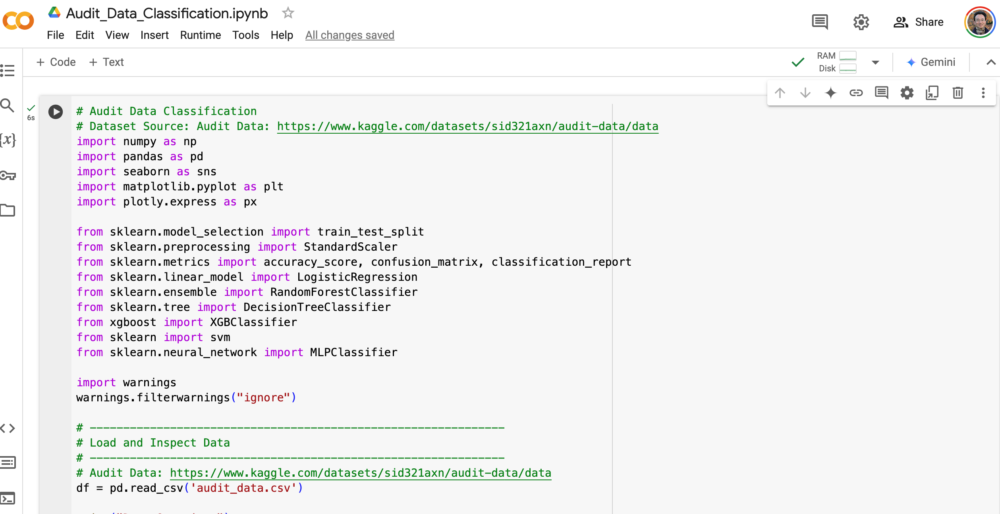 Audit_Data_Classification.ipynb
File Edit View Insert Runtime Tools Help All changes saved
Share
+ Code + Text
RAM
Disk
Gemini
{x}
6s
# Audit Data Classification
# Dataset Source: Audit Data: https://www.kaggle.com/datasets/sid321axn/audit-data/data
import numpy as np
import pandas as pd
import seaborn as sns
import matplotlib.pyplot as plt
import plotly.express as px
from sklearn.model_selection import train_test_split
from sklearn.preprocessing import StandardScaler
from sklearn.metrics import accuracy_score, confusion_matrix, classification_report
from sklearn.linear_model import LogisticRegression
from sklearn.ensemble import RandomForestClassifier
from sklearn.tree import DecisionTreeClassifier
from xgboost import XGBClassifier
from sklearn import svm
from sklearn.neural_network import MLPClassifier
import warnings
warnings.filterwarnings("ignore")
# --------------------------------------------------------------
# Load and Inspect Data
# --------------------------------------------------------------
# Audit Data: https://www.kaggle.com/datasets/sid321axn/audit-data/data
df = pd.read_csv('audit_data.csv')